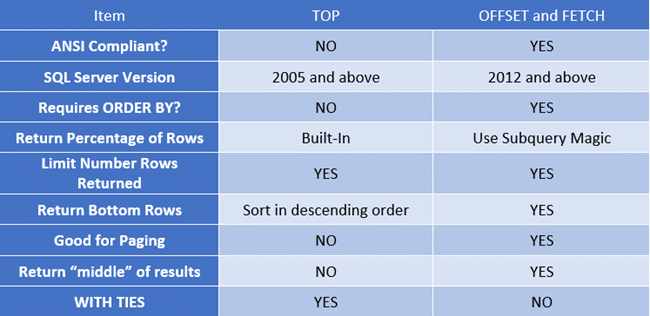 Item TOP OFFSET and FETCH
ANSI Compliant? NO YES
SQL Server Version 2005 and above 2012 and above
Requires ORDER BY? NO YES
Return Percentage of Rows Built-In Use Subquery Magic
Limit Number Rows
Returned YES YES
Return Bottom Rows Sort in descending order YES
Good for Paging NO YES
Return “middle” of results NO YES
WITH TIES YES NO